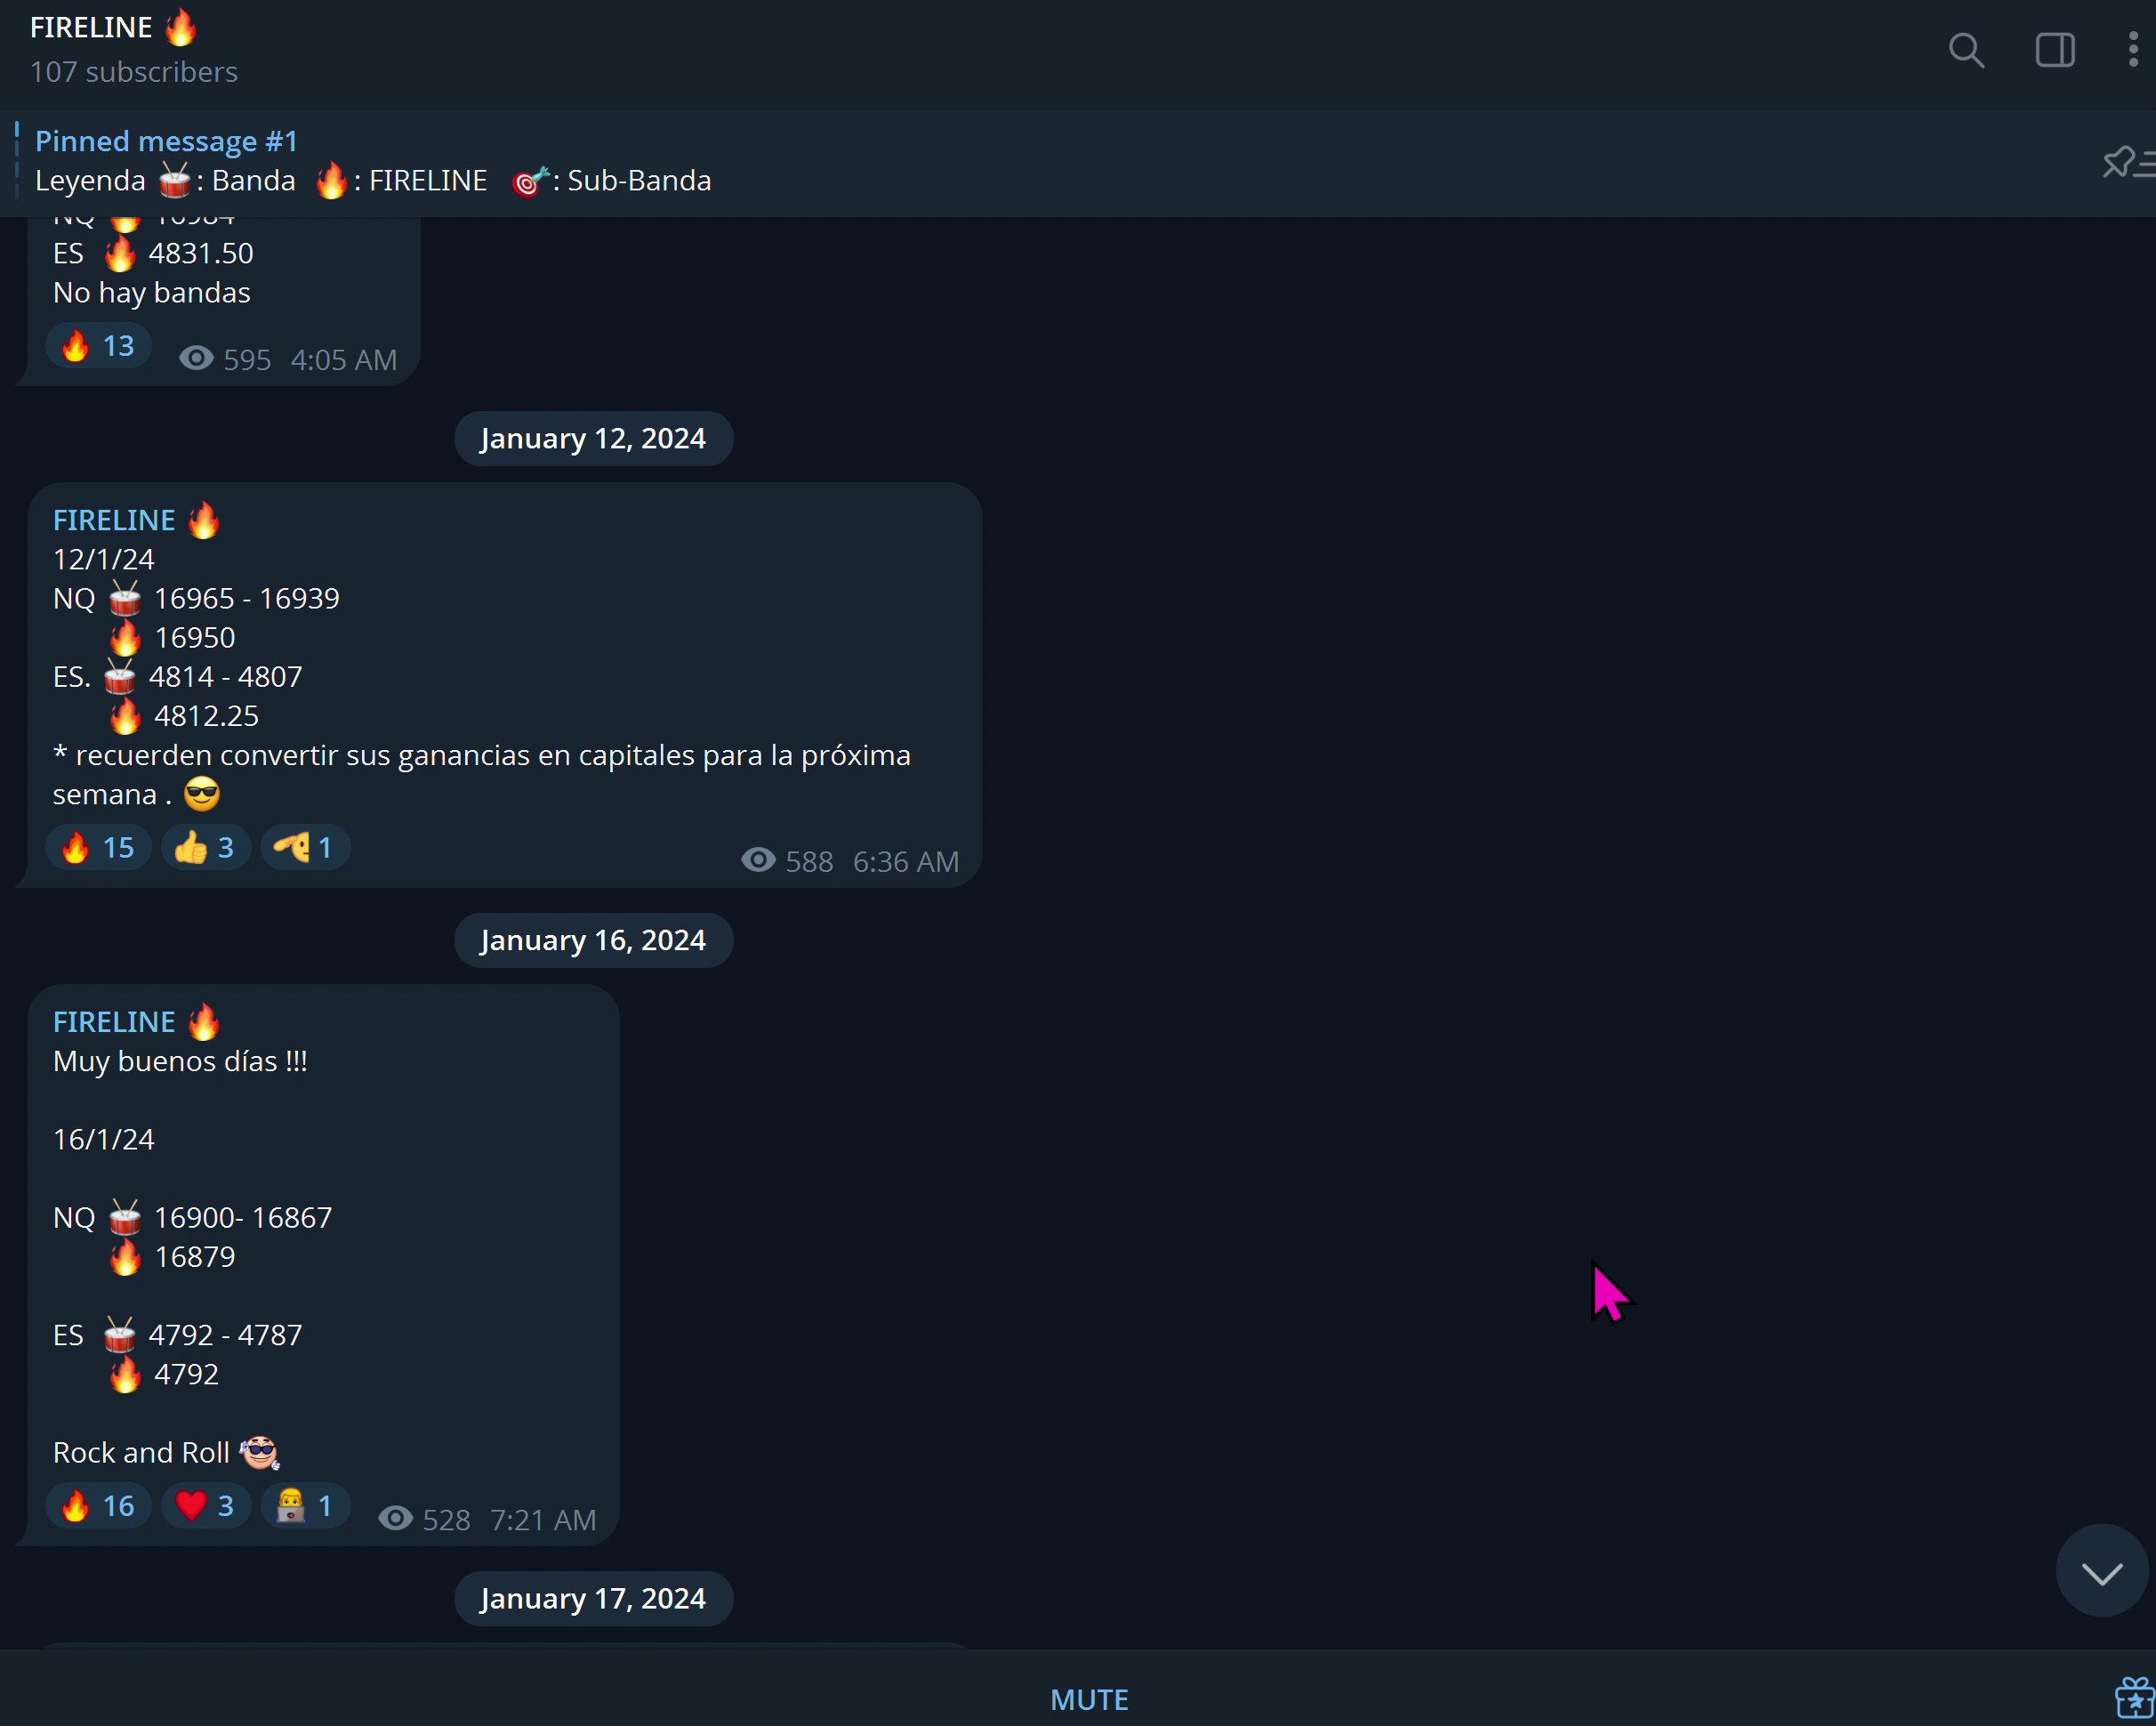 FIRELINE 🔥
107 subscribers
Pinned message #1
Leyenda 🥁: Banda 🔥: FIRELINE 🎯: Sub-Banda
NQ 🔥 16984
ES 🔥 4831.50
No hay bandas
🔥 13 595 4:05 AM
January 12, 2024
FIRELINE 🔥
12/1/24
NQ 🥁 16965 - 16939
🔥 16950
ES. 🥁 4814 - 4807
🔥 4812.25
* recuerden convertir sus ganancias en capitales para la próxima
semana . 😎
🔥 15 👍 3 🫡 1 588 6:36 AM
January 16, 2024
FIRELINE 🔥
Muy buenos días !!!
16/1/24
NQ 🥁 16900- 16867
🔥 16879
ES 🥁 4792 - 4787
🔥 4792
Rock and Roll 😎
🔥 16 ❤️ 3 👨‍💻 1 528 7:21 AM
January 17, 2024
MUTE